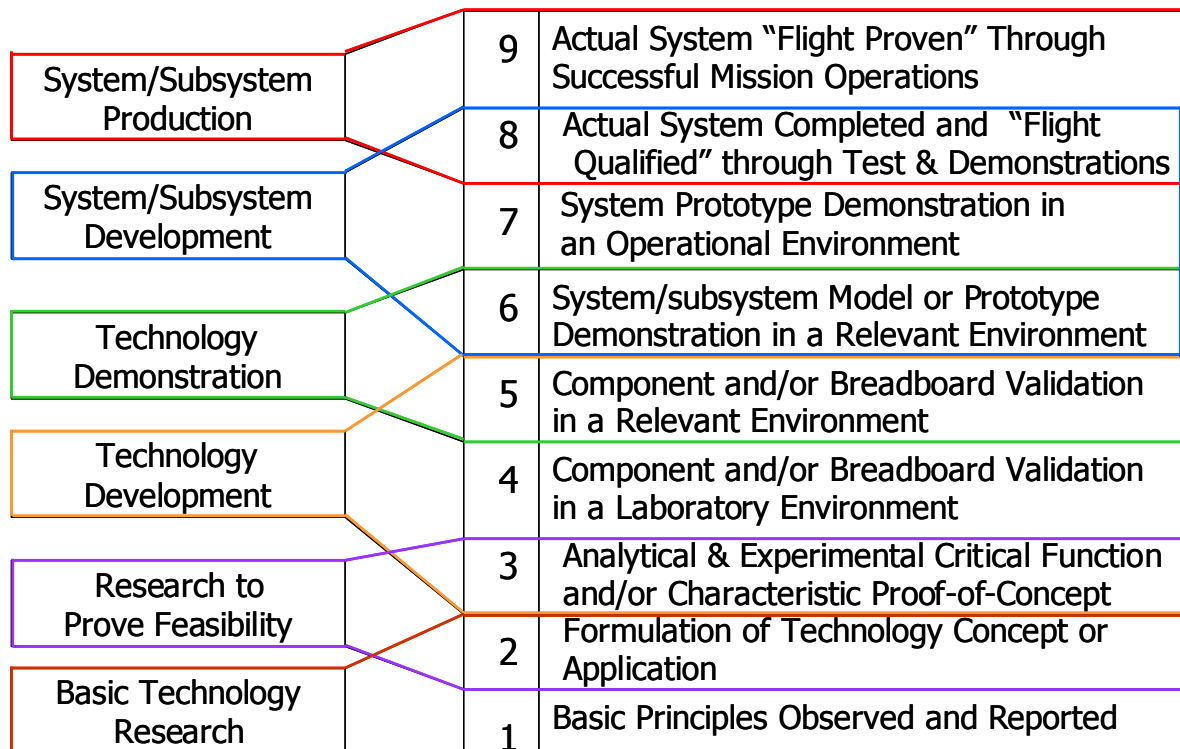 System/Subsystem
Production
System/Subsystem
Development
Technology
Demonstration
Technology
Development
Research to
Prove Feasibility
Basic Technology
Research
9
Actual System “Flight Proven” Through
Successful Mission Operations
8
Actual System Completed and “Flight
Qualified” through Test & Demonstrations
7
System Prototype Demonstration in
an Operational Environment
6
System/subsystem Model or Prototype
Demonstration in a Relevant Environment
5
Component and/or Breadboard Validation
in a Relevant Environment
4
Component and/or Breadboard Validation
in a Laboratory Environment
3
Analytical & Experimental Critical Function
and/or Characteristic Proof-of-Concept
2
Formulation of Technology Concept or
Application
1
Basic Principles Observed and Reported